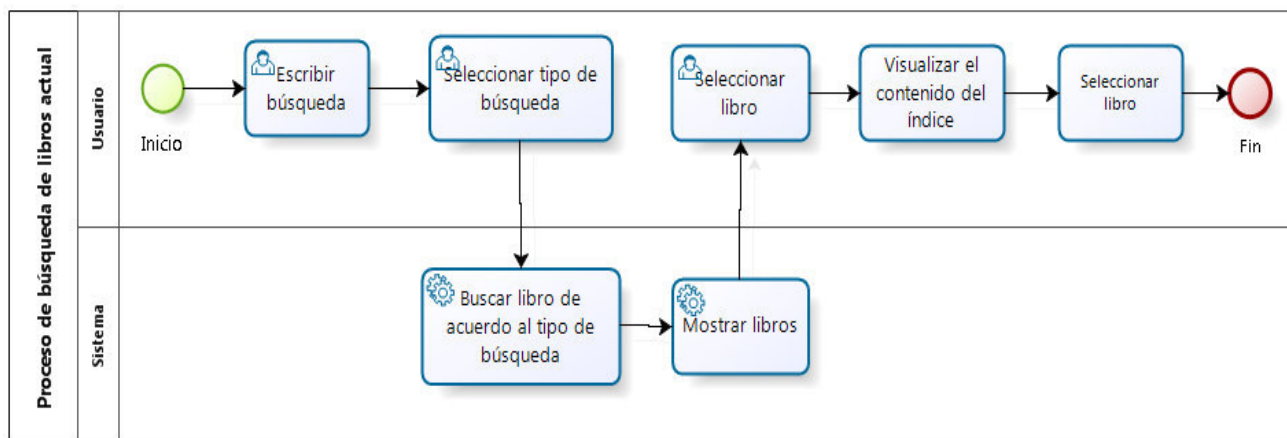 Proceso de búsqueda de libros actual
Usuario
Inicio
Escribir
búsqueda
Seleccionar tipo de
búsqueda
Seleccionar
libro
Visualizar el
contenido del
índice
Seleccionar
libro
Fin
Sistema
Buscar libro de
acuerdo al tipo de
búsqueda
Mostrar libros